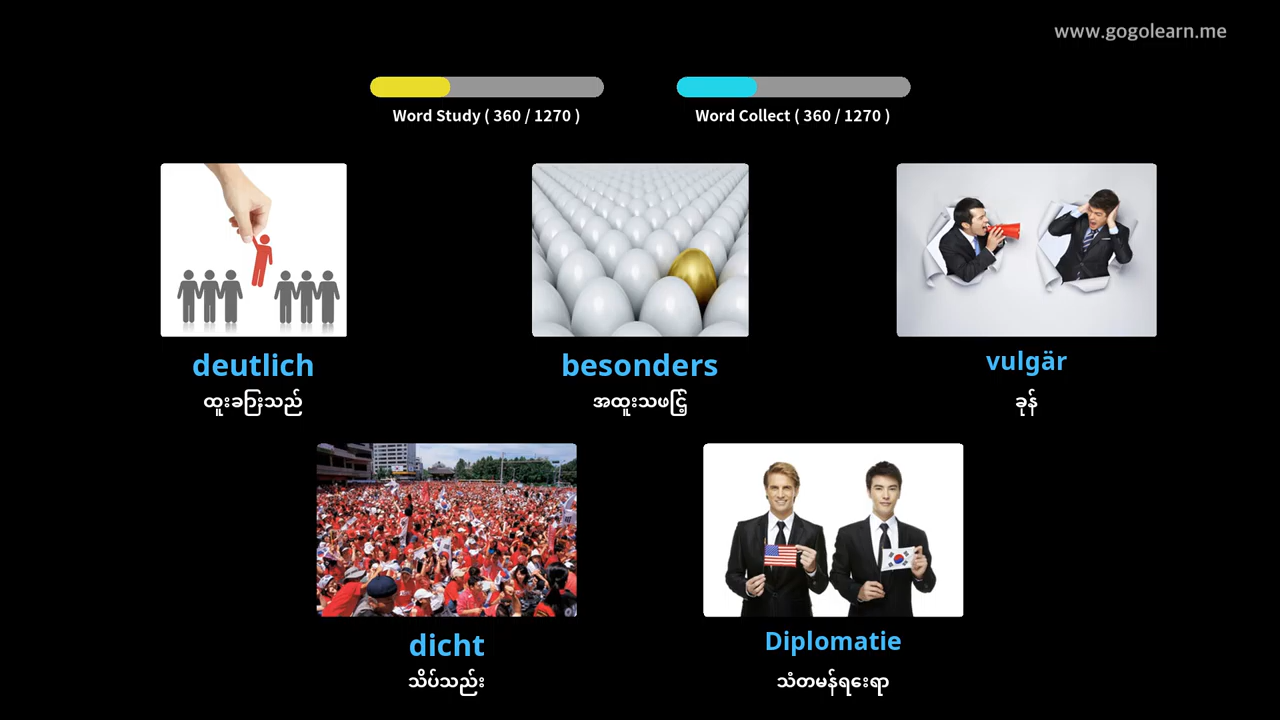 www.gogolearn.me
Word Study ( 360 / 1270 )
Word Collect ( 360 / 1270 )
deutlich
ထူးခြားသည်
besonders
အထူးသဖြင့်
vulgär
ခုန်
dicht
သိပ်သည်း
Diplomatie
သံတမန်ရေးရာ